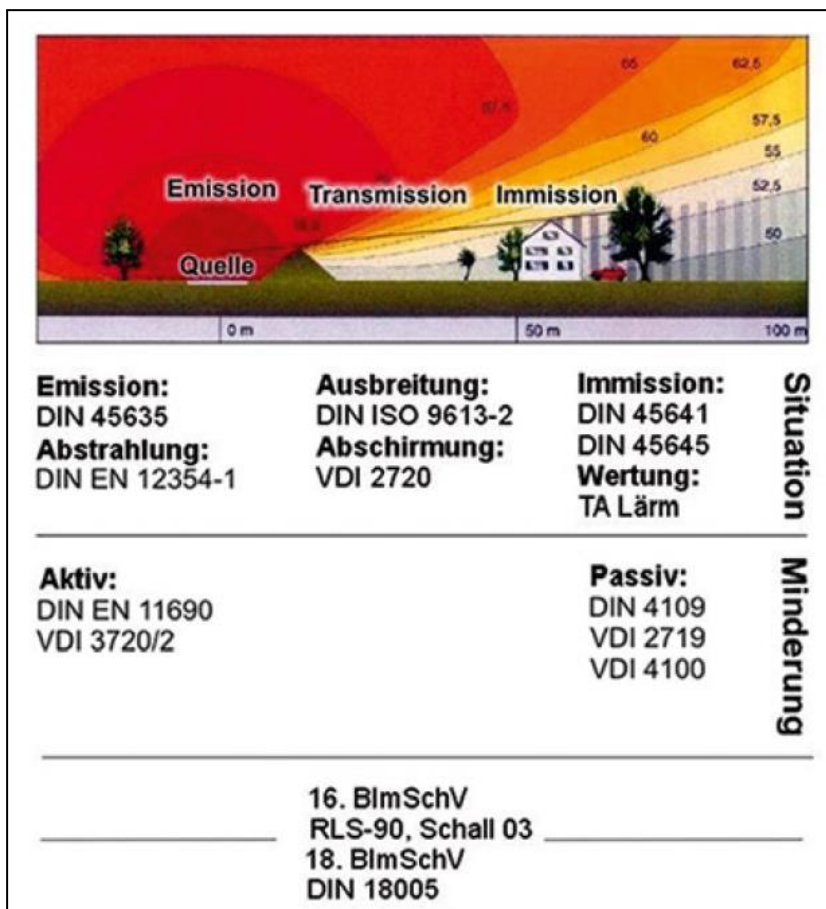 65
62,5
67,5
57,5
60
55
52,5
50
Emission Transmission Immission
Quelle
0 m 50 m 100 m
Emission:
DIN 45635
Abstrahlung:
DIN EN 12354-1
Ausbreitung:
DIN ISO 9613-2
Abschirmung:
VDI 2720
Immission:
DIN 45641
DIN 45645
Wertung:
TA Lärm
Situation
Aktiv:
DIN EN 11690
VDI 3720/2
Passiv:
DIN 4109
VDI 2719
VDI 4100
Minderung
16. BImSchV
RLS-90, Schall 03
18. BImSchV
DIN 18005